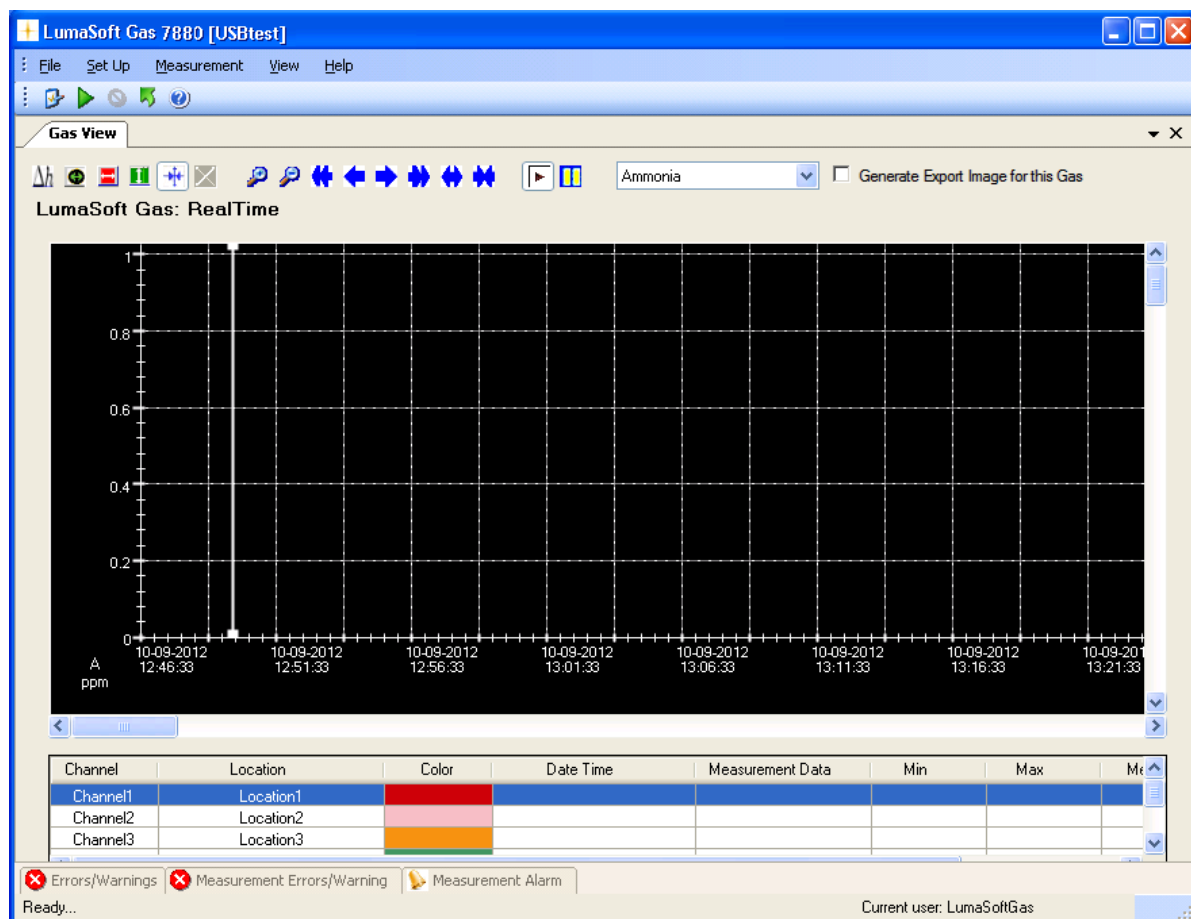 LumaSoft Gas 7880 [USBtest]
File Set Up Measurement View Help
Gas View
Δh
Ammonia
Generate Export Image for this Gas
LumaSoft Gas: RealTime
1
0.8
0.6
0.4
0.2
0
A
ppm
10-09-2012 10-09-2012 10-09-2012 10-09-2012 10-09-2012 10-09-2012 10-09-2012 10-09-201
12:46:33 12:51:33 12:56:33 13:01:33 13:06:33 13:11:33 13:16:33 13:21:33
Channel Location Color Date Time Measurement Data Min Max Me
Channel1 Location1
Channel2 Location2
Channel3 Location3
Errors/Warnings Measurement Errors/Warning Measurement Alarm
Ready... Current user: LumaSoftGas